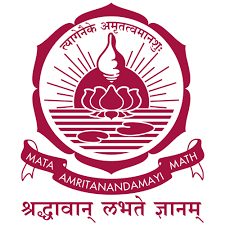 त्यागेनैके अमृतत्वमानशुः
MATA AMRITANANDAMAYI MATH
श्रद्धावान् लभते ज्ञानम्